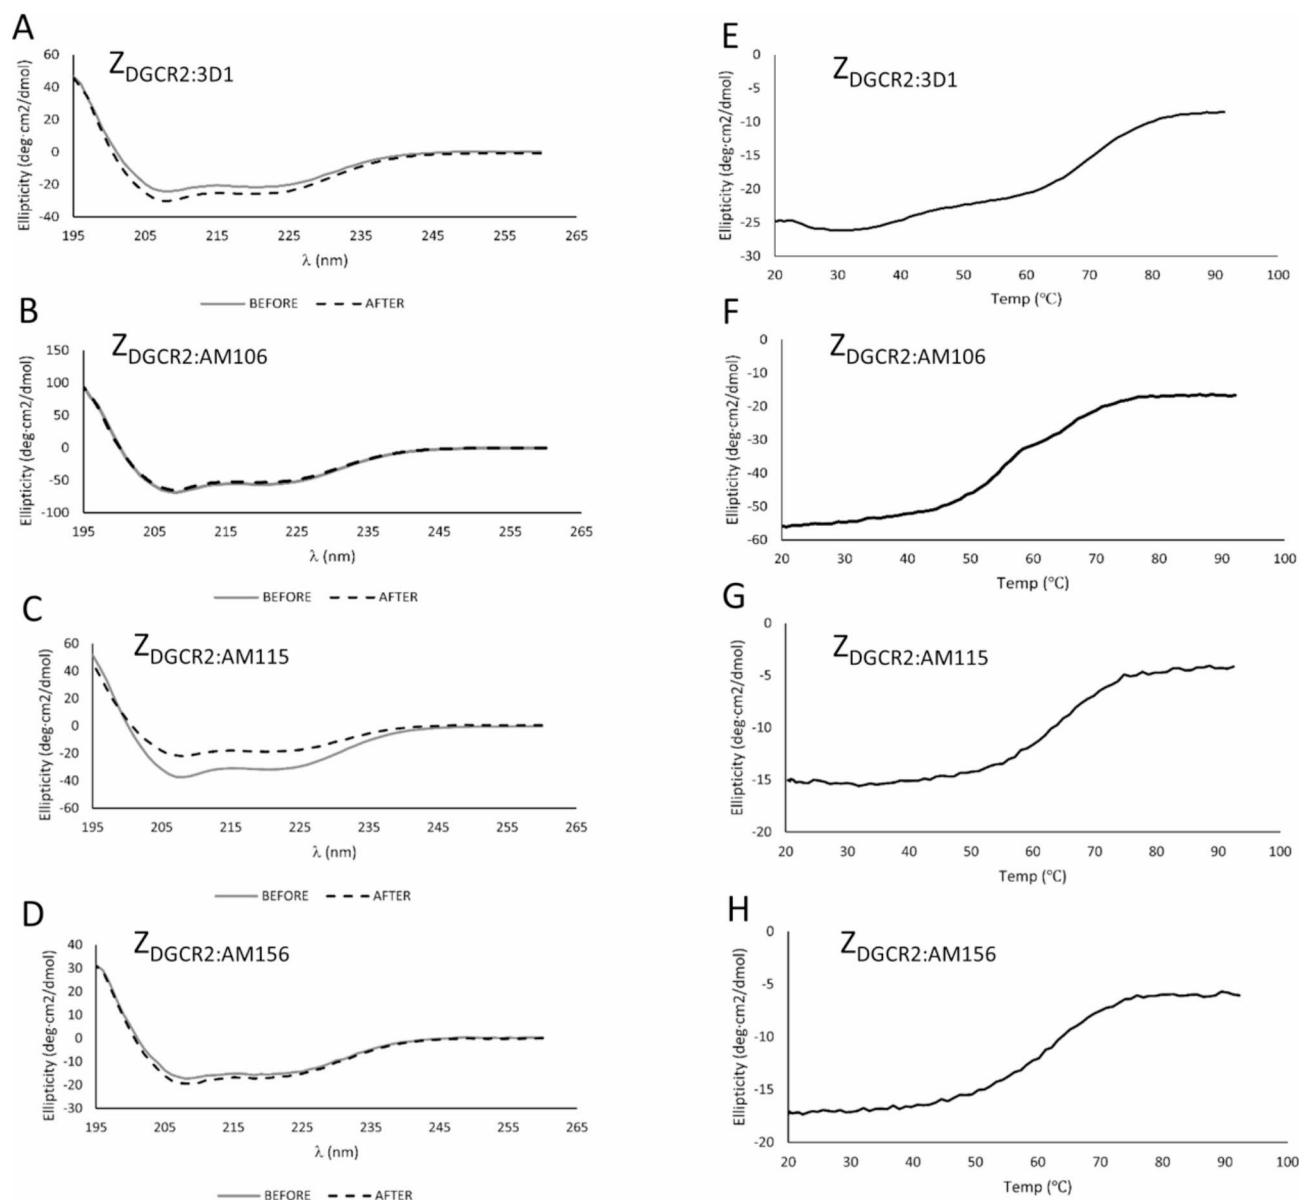 A
Z DGCR2:3D1
Ellipticity (deg·cm2/dmol)
60
40
20
0
-20
-40
195 205 215 225 235 245 255 265
λ (nm)
BEFORE AFTER
B
Z DGCR2:AM106
Ellipticity (deg·cm2/dmol)
150
100
50
0
-50
-100
195 205 215 225 235 245 255 265
λ (nm)
BEFORE AFTER
C
Z DGCR2:AM115
Ellipticity (deg·cm2/dmol)
60
40
20
0
-20
-40
-60
195 205 215 225 235 245 255 265
λ (nm)
BEFORE AFTER
D
Z DGCR2:AM156
Ellipticity (deg·cm2/dmol)
40
30
20
10
0
-10
-20
-30
195 205 215 225 235 245 255 265
λ (nm)
BEFORE AFTER
E
Z DGCR2:3D1
Ellipticity (deg·cm2/dmol)
0
-5
-10
-15
-20
-25
-30
20 30 40 50 60 70 80 90 100
Temp (°C)
F
Z DGCR2:AM106
Ellipticity (deg·cm2/dmol)
0
-10
-20
-30
-40
-50
-60
20 30 40 50 60 70 80 90 100
Temp (°C)
G
Z DGCR2:AM115
Ellipticity (deg·cm2/dmol)
0
-5
-10
-15
-20
20 30 40 50 60 70 80 90 100
Temp (°C)
H
Z DGCR2:AM156
Ellipticity (deg·cm2/dmol)
0
-5
-10
-15
-20
20 30 40 50 60 70 80 90 100
Temp (°C)